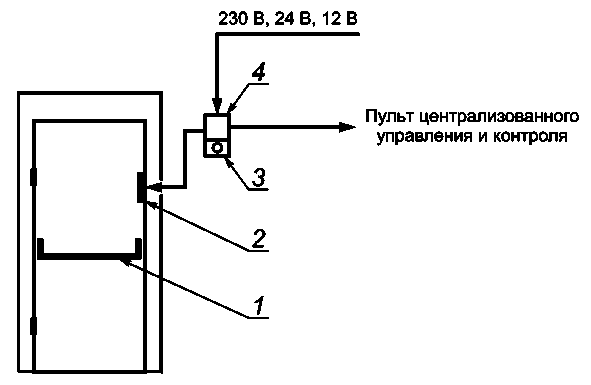 230 В, 24 В, 12 В
4
Пульт централизованного
управления и контроля
3
2
1